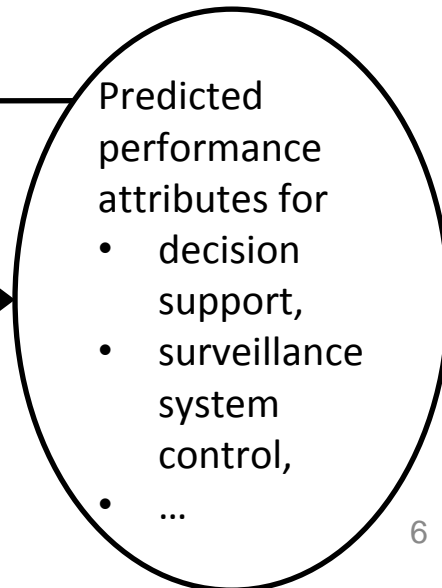 Predicted
performance
attributes for
• decision
support,
• surveillance
system
control,
• ...
6